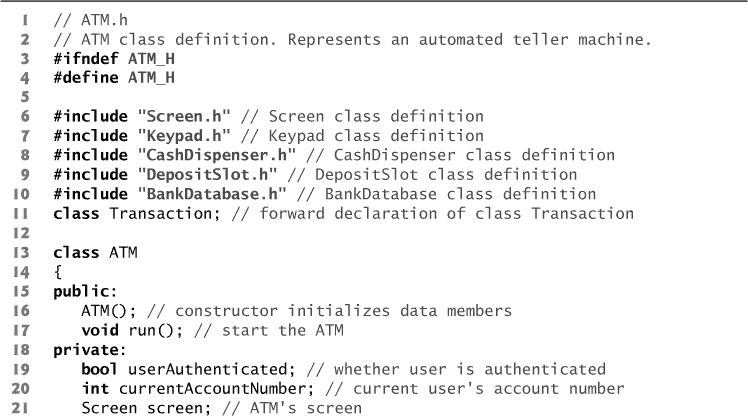 1 // ATM.h
2 // ATM class definition. Represents an automated teller machine.
3 #ifndef ATM_H
4 #define ATM_H
5
6 #include "Screen.h" // Screen class definition
7 #include "Keypad.h" // Keypad class definition
8 #include "CashDispenser.h" // CashDispenser class definition
9 #include "DepositSlot.h" // DepositSlot class definition
10 #include "BankDatabase.h" // BankDatabase class definition
11 class Transaction; // forward declaration of class Transaction
12
13 class ATM
14 {
15 public:
16 ATM(); // constructor initializes data members
17 void run(); // start the ATM
18 private:
19 bool userAuthenticated; // whether user is authenticated
20 int currentAccountNumber; // current user's account number
21 Screen screen; // ATM's screen